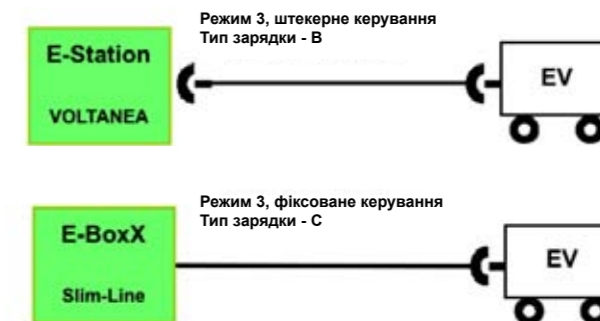 Режим 3, штекерне керування
Тип зарядки - В
E-Station
VOLTANEA
EV
Режим 3, фіксоване керування
Тип зарядки - С
E-BoxX
Slim-Line
EV